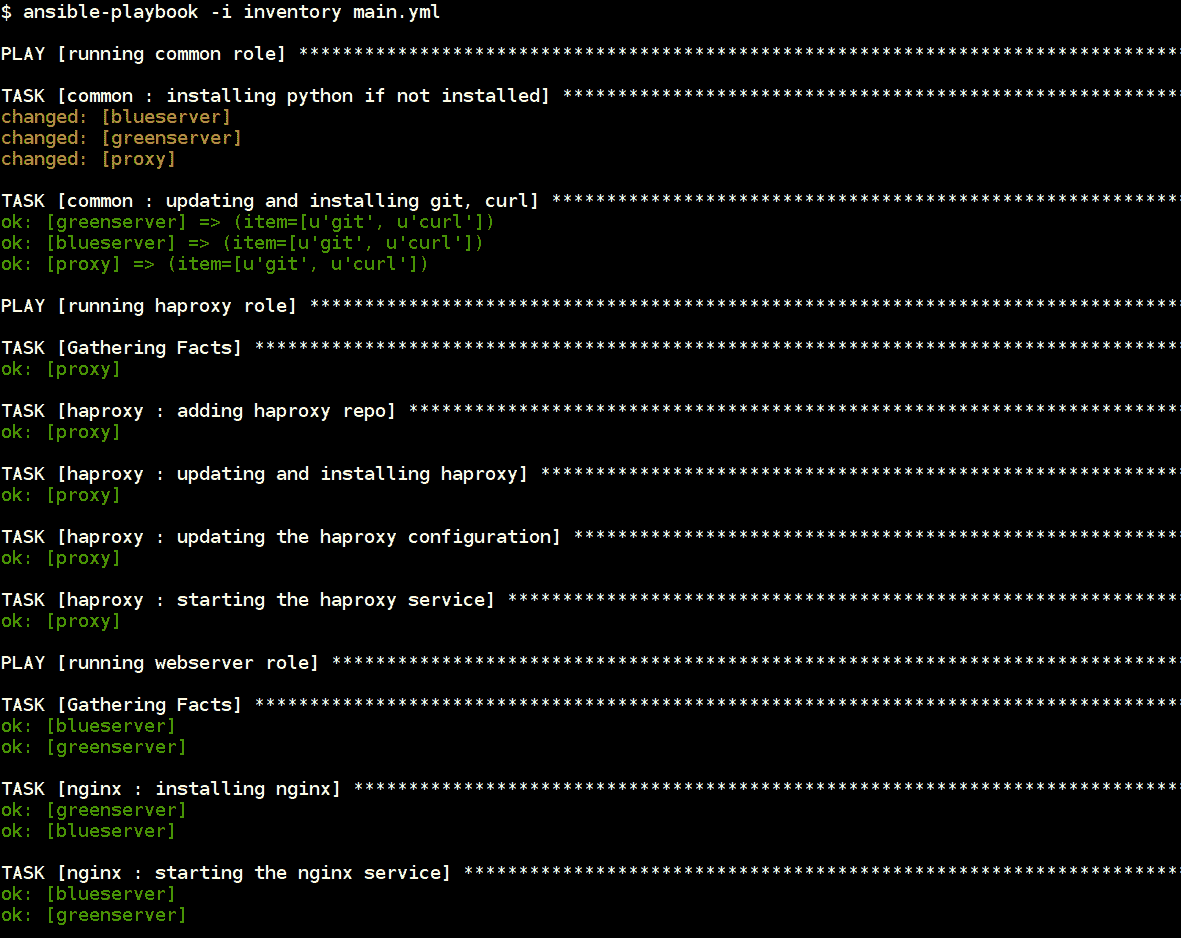 $ ansible-playbook -i inventory main.yml
PLAY [running common role] ********************************************************************************
TASK [common : installing python if not installed] ********************************************************
changed: [blueserver]
changed: [greenserver]
changed: [proxy]
TASK [common : updating and installing git, curl] *********************************************************
ok: [greenserver] => (item=[u'git', u'curl'])
ok: [blueserver] => (item=[u'git', u'curl'])
ok: [proxy] => (item=[u'git', u'curl'])
PLAY [running haproxy role] *******************************************************************************
TASK [Gathering Facts] ************************************************************************************
ok: [proxy]
TASK [haproxy : adding haproxy repo] **********************************************************************
ok: [proxy]
TASK [haproxy : updating and installing haproxy] **********************************************************
ok: [proxy]
TASK [haproxy : updating the haproxy configuration] *******************************************************
ok: [proxy]
TASK [haproxy : starting the haproxy service] *************************************************************
ok: [proxy]
PLAY [running webserver role] *****************************************************************************
TASK [Gathering Facts] ************************************************************************************
ok: [blueserver]
ok: [greenserver]
TASK [nginx : installing nginx] ***************************************************************************
ok: [greenserver]
ok: [blueserver]
TASK [nginx : starting the nginx service] *****************************************************************
ok: [blueserver]
ok: [greenserver]